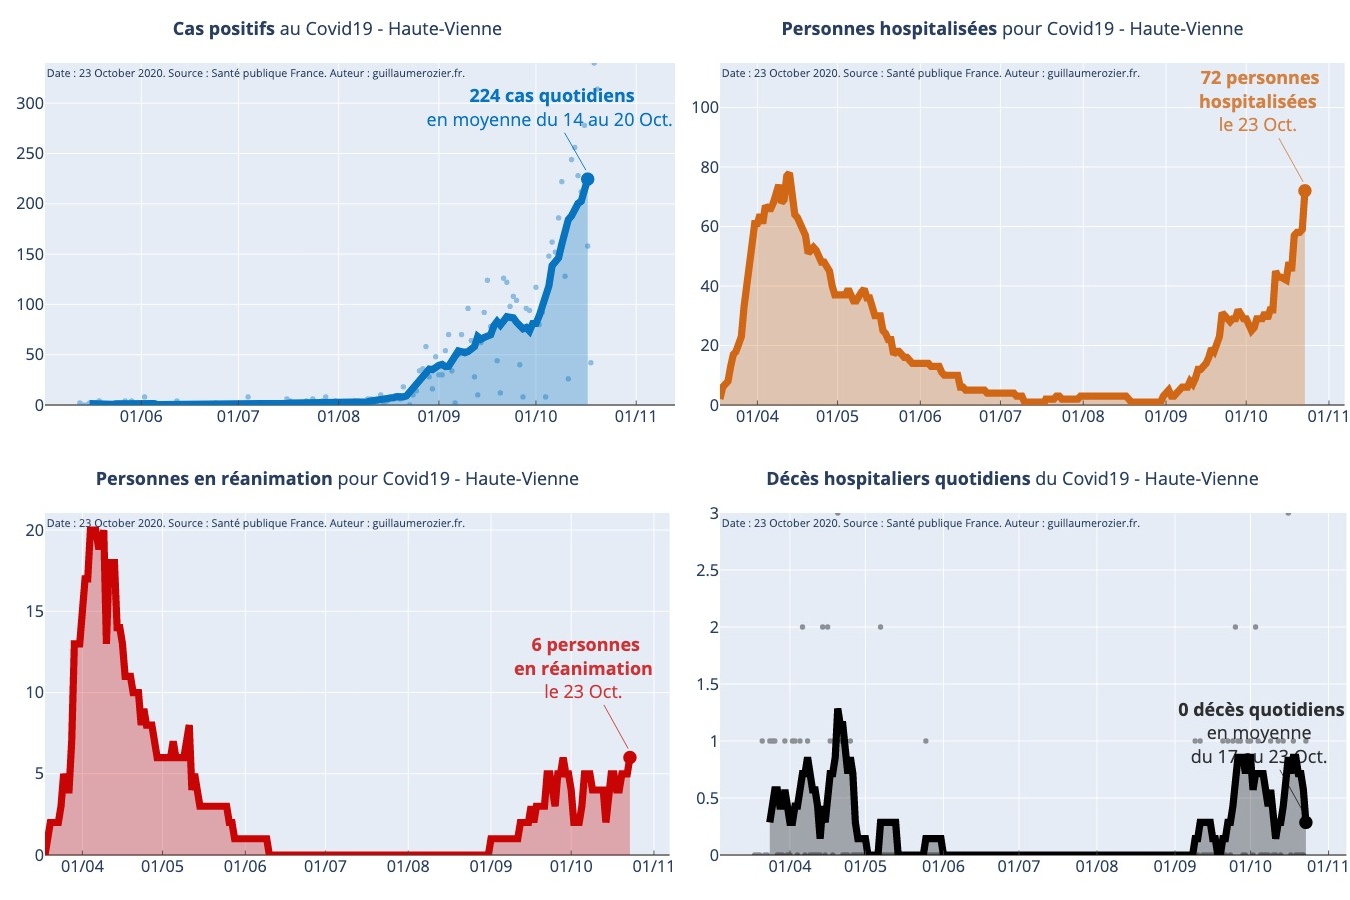 Cas positifs au Covid19 - Haute-Vienne
Date : 23 October 2020. Source : Santé publique France. Auteur : guillaumerozier.fr.
224 cas quotidiens
en moyenne du 14 au 20 Oct.
300
250
200
150
100
50
0
01/06 01/07 01/08 01/09 01/10 01/11
Personnes hospitalisées pour Covid19 - Haute-Vienne
Date : 23 October 2020. Source : Santé publique France. Auteur : guillaumerozier.fr.
72 personnes
hospitalisées
le 23 Oct.
100
80
60
40
20
0
01/04 01/05 01/06 01/07 01/08 01/09 01/10 01/11
Personnes en réanimation pour Covid19 - Haute-Vienne
Date : 23 October 2020. Source : Santé publique France. Auteur : guillaumerozier.fr.
6 personnes
en réanimation
le 23 Oct.
20
15
10
5
0
01/04 01/05 01/06 01/07 01/08 01/09 01/10 01/11
Décès hospitaliers quotidiens du Covid19 - Haute-Vienne
Date : 23 October 2020. Source : Santé publique France. Auteur : guillaumerozier.fr.
0 décès quotidiens
en moyenne
du 17 au 23 Oct.
3
2.5
2
1.5
1
0.5
0
01/04 01/05 01/06 01/07 01/08 01/09 01/10 01/11